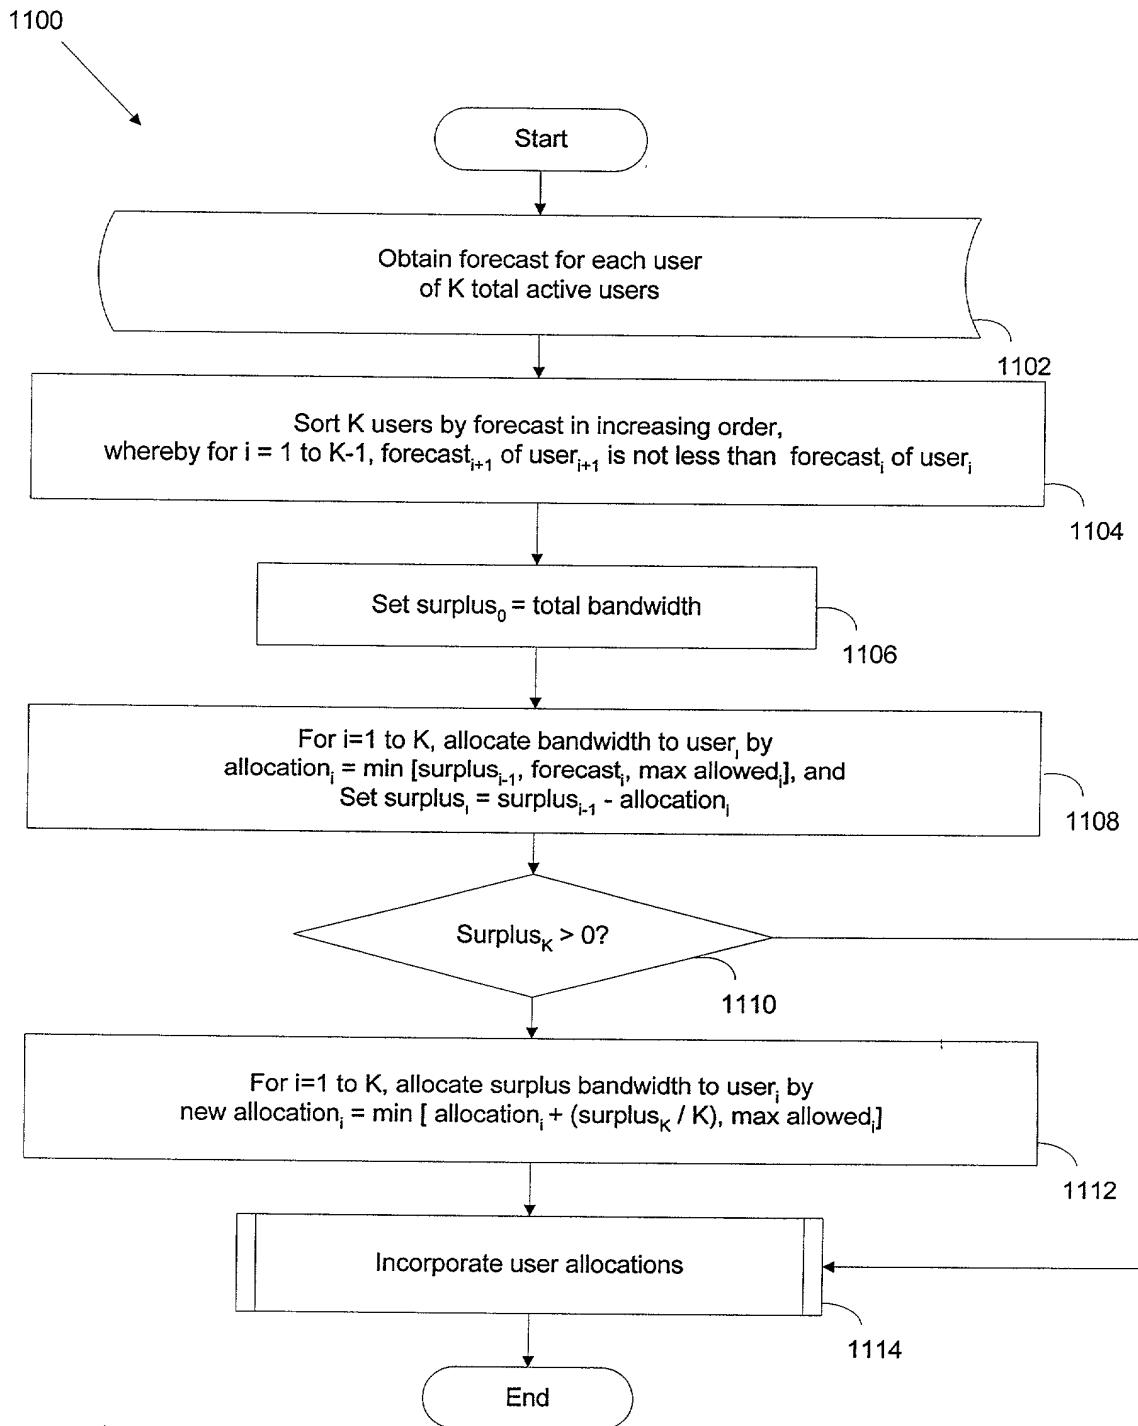 1100
Start
Obtain forecast for each user
of K total active users
1102
Sort K users by forecast in increasing order,
whereby for i = 1 to K-1, forecastᵢ₊₁ of userᵢ₊₁ is not less than forecastᵢ of userᵢ
1104
Set surplus₀ = total bandwidth
1106
For i=1 to K, allocate bandwidth to userᵢ by
allocationᵢ = min [surplusᵢ₋₁, forecastᵢ, max allowedᵢ], and
Set surplusᵢ = surplusᵢ₋₁ - allocationᵢ
1108
Surplus_K > 0?
1110
For i=1 to K, allocate surplus bandwidth to userᵢ by
new allocationᵢ = min [ allocationᵢ + (surplus_K / K), max allowedᵢ]
1112
Incorporate user allocations
1114
End